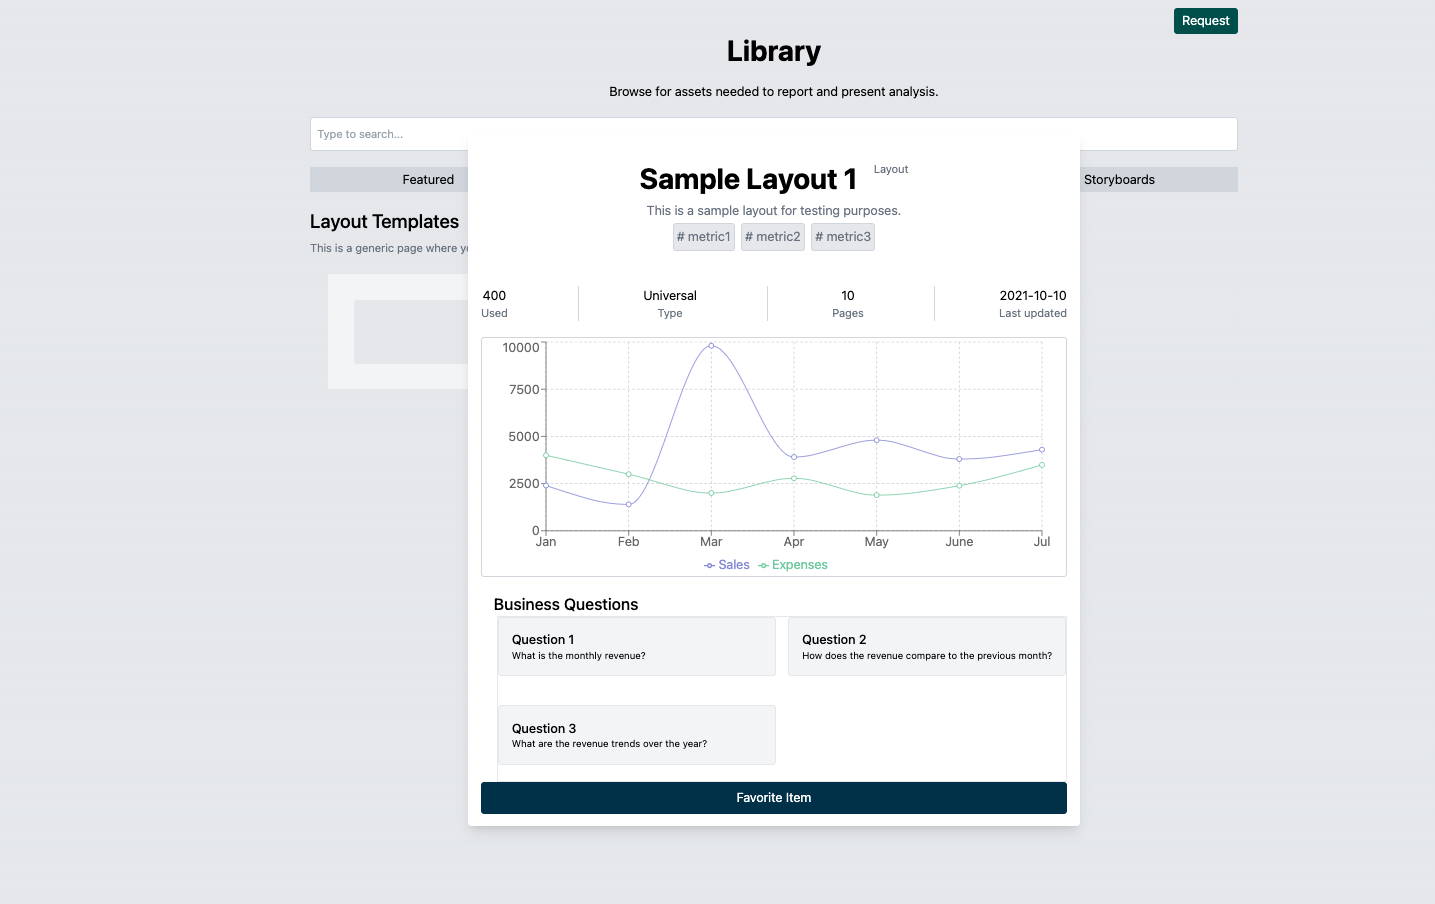 Request
Library
Browse for assets needed to report and present analysis.
Type to search...
Featured
Storyboards
Layout Templates
This is a generic page where yo
Sample Layout 1
Layout
This is a sample layout for testing purposes.
# metric1 # metric2 # metric3
400 Universal 10 2021-10-10
Used Type Pages Last updated
10000
7500
5000
2500
0
Jan Feb Mar Apr May June Jul
Sales Expenses
Business Questions
Question 1
What is the monthly revenue?
Question 2
How does the revenue compare to the previous month?
Question 3
What are the revenue trends over the year?
Favorite Item